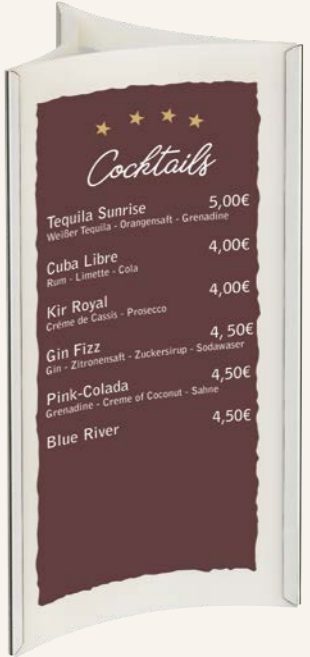 Cocktails
Tequila Sunrise 5,00€
Weißer Tequila - Orangensaft - Grenadine
Cuba Libre 4,00€
Rum - Limette - Cola
Kir Royal 4,00€
Créme de Cassis - Prosecco
Gin Fizz 4, 50€
Gin - Zitronensaft - Zuckersirup - Sodawaser
Pink-Colada 4,50€
Grenadine - Creme of Coconut - Sahne
Blue River 4,50€